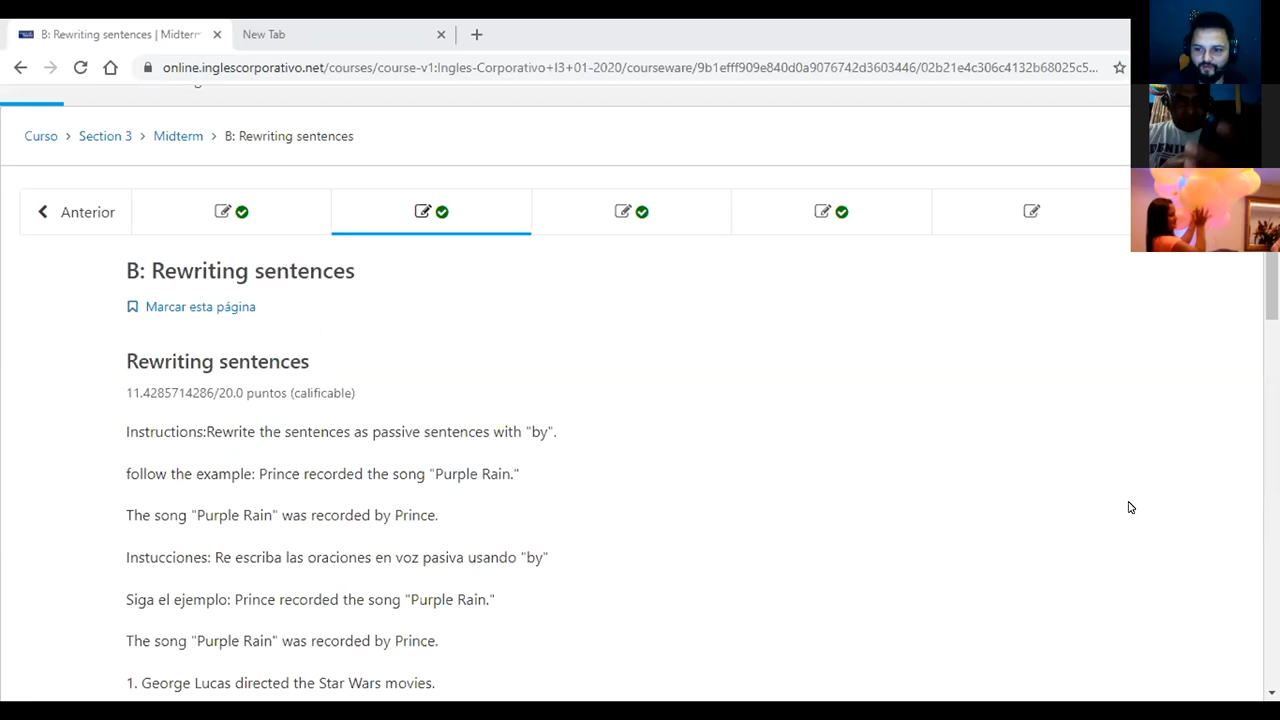 B: Rewriting sentences | Midterm
New Tab
online.inglescorporativo.net/courses/course-v1:Ingles-Corporativo+I3+01-2020/courseware/9b1efff909e840d0a9076742d3603446/02b21e4c306c4132b68025c5...
Curso > Section 3 > Midterm > B: Rewriting sentences
Anterior
B: Rewriting sentences
Marcar esta página
Rewriting sentences
11.4285714286/20.0 puntos (calificable)
Instructions:Rewrite the sentences as passive sentences with "by".
follow the example: Prince recorded the song "Purple Rain."
The song "Purple Rain" was recorded by Prince.
Instucciones: Re escriba las oraciones en voz pasiva usando "by"
Siga el ejemplo: Prince recorded the song "Purple Rain."
The song "Purple Rain" was recorded by Prince.
1. George Lucas directed the Star Wars movies.